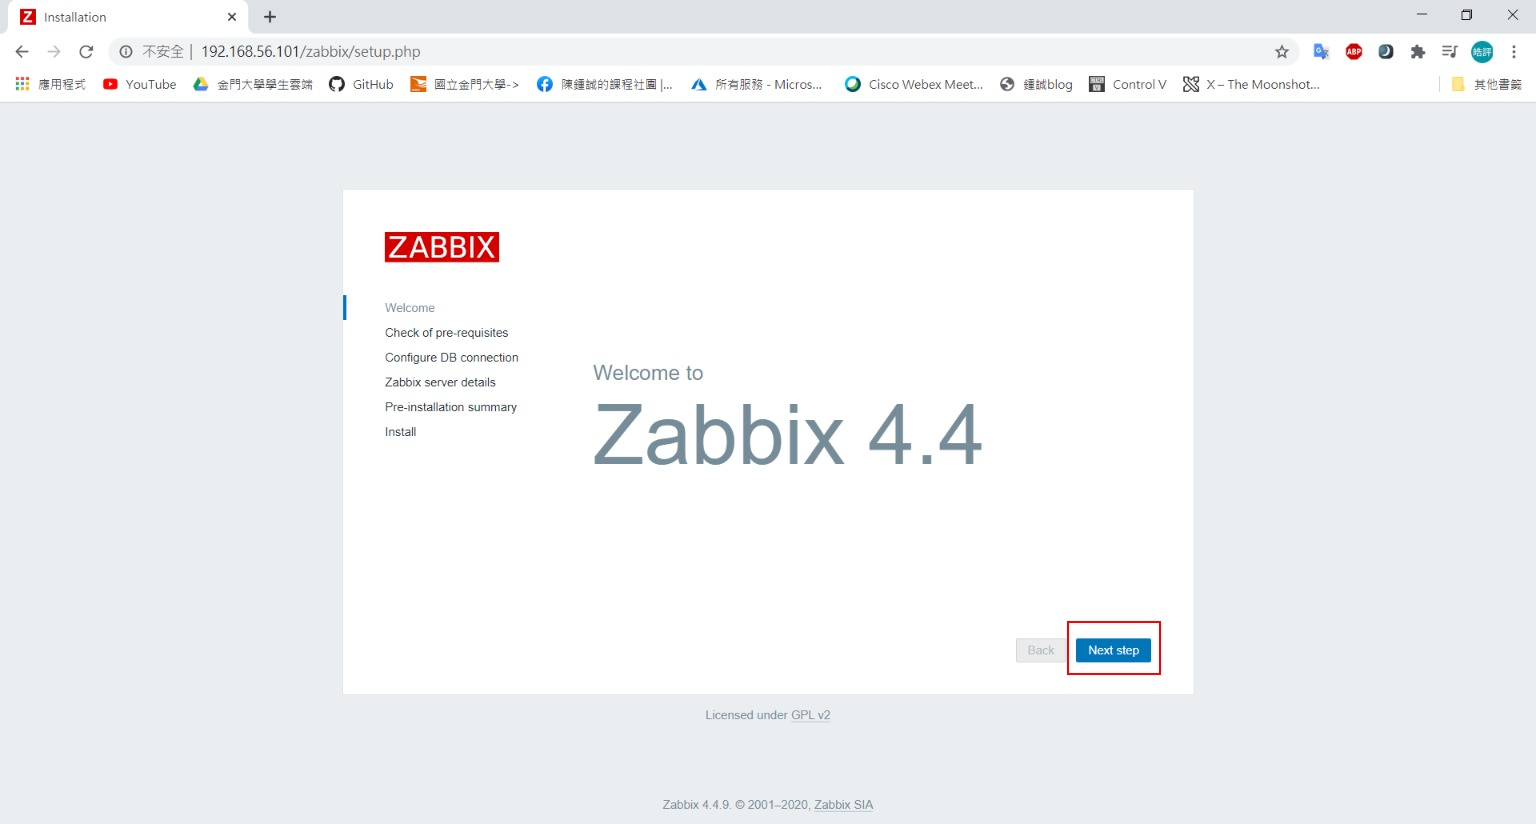 Installation
不安全 | 192.168.56.101/zabbix/setup.php
應用程式 YouTube 金門大學學生雲端 GitHub 國立金門大學-> 陳鍾誠的課程社團 |... 所有服務 - Micros... Cisco Webex Meet... 鍾誠blog Control V X – The Moonshot... 其他書籤
ZABBIX
Welcome
Check of pre-requisites
Configure DB connection
Zabbix server details
Pre-installation summary
Install
Welcome to
Zabbix 4.4
Back Next step
Licensed under GPL v2
Zabbix 4.4.9. © 2001–2020, Zabbix SIA